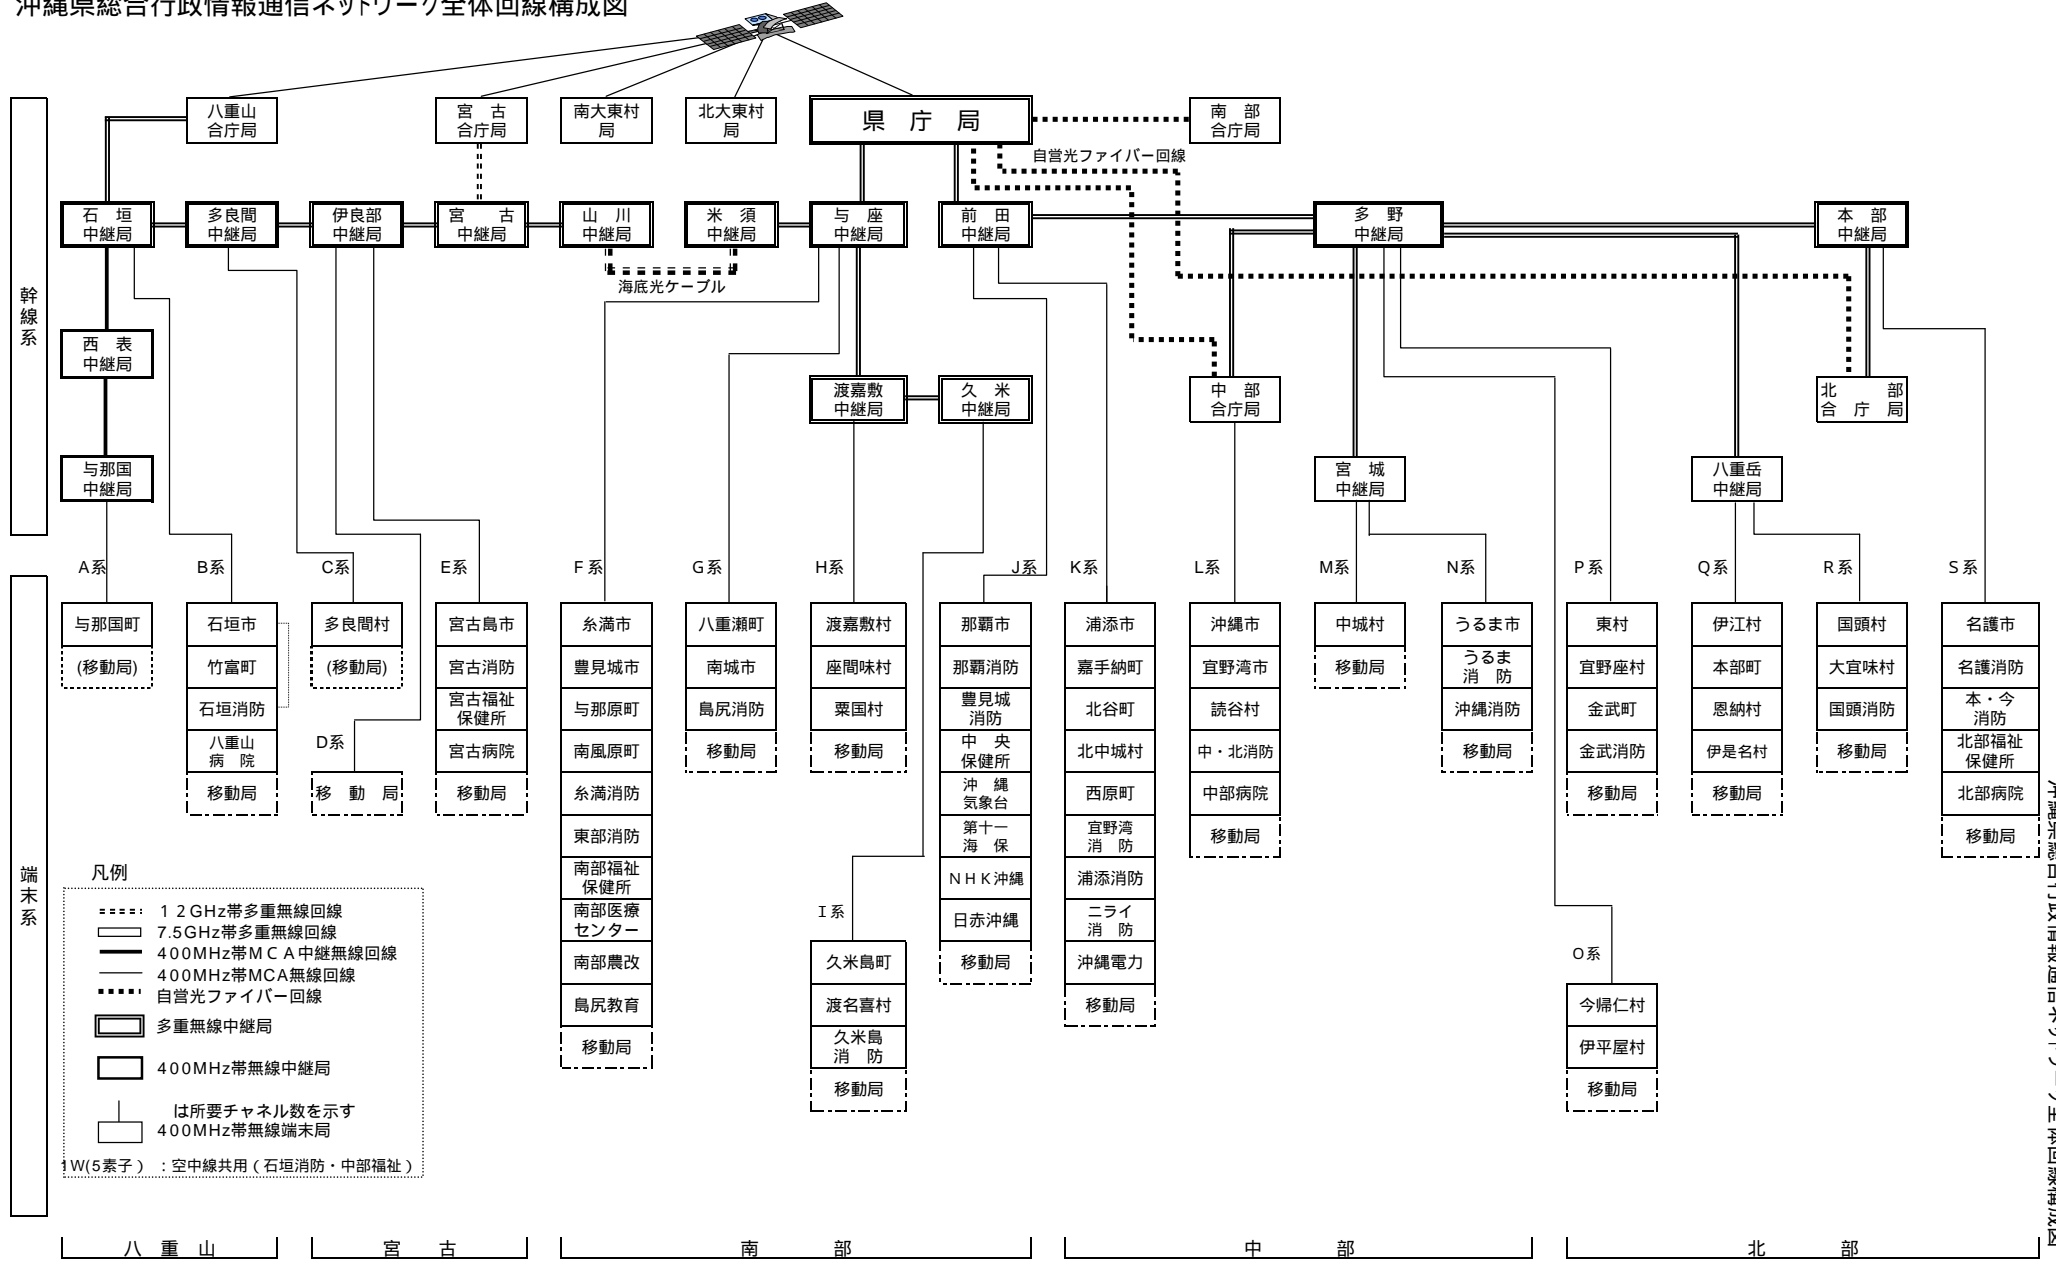 沖縄県総合行政情報通信ネットワーク全体回線構成図
八重山
合庁局
宮　古
合庁局
南大東村
局
北大東村
局
県　庁　局
南　部
合庁局
自営光ファイバー回線
幹線系
石　垣
中継局
多良間
中継局
伊良部
中継局
宮　　古
中継局
山　川
中継局
米　須
中継局
与　座
中継局
前　田
中継局
多　野
中継局
本　部
中継局
海底光ケーブル
西　表
中継局
渡嘉敷
中継局
久　米
中継局
中　部
合庁局
北　　　部
合　庁　局
与那国
中継局
宮　城
中継局
八重岳
中継局
A系
B系
C系
E系
F系
G系
H系
J系
K系
L系
M系
N系
P系
Q系
R系
S系
端末系
与那国町
(移動局)
石垣市
竹富町
石垣消防
八重山
病　院
移動局
多良間村
(移動局)
D系
移　動　局
宮古島市
宮古消防
宮古福祉
保健所
宮古病院
移動局
糸満市
豊見城市
与那原町
南風原町
糸満消防
東部消防
南部福祉
保健所
南部医療
センター
南部農改
島尻教育
移動局
八重瀬町
南城市
島尻消防
移動局
渡嘉敷村
座間味村
粟国村
移動局
I系
久米島町
渡名喜村
久米島
消　防
移動局
那覇市
那覇消防
豊見城
消防
中　央
保健所
沖　縄
気象台
第十一
海　保
ＮＨＫ沖縄
日赤沖縄
移動局
浦添市
嘉手納町
北谷町
北中城村
西原町
宜野湾
消　防
浦添消防
ニライ
消　防
沖縄電力
移動局
沖縄市
宜野湾市
読谷村
中・北消防
中部病院
移動局
中城村
移動局
うるま市
うるま
消　防
沖縄消防
移動局
東村
宜野座村
金武町
金武消防
移動局
O系
今帰仁村
伊平屋村
移動局
伊江村
本部町
恩納村
伊是名村
移動局
国頭村
大宜味村
国頭消防
移動局
名護市
名護消防
本・今
消防
北部福祉
保健所
北部病院
移動局
凡例
１２GHz帯多重無線回線
7.5GHz帯多重無線回線
400MHz帯ＭＣＡ中継無線回線
400MHz帯MCA無線回線
自営光ファイバー回線
多重無線中継局
400MHz帯無線中継局
は所要チャネル数を示す
400MHz帯無線端末局
1W(5素子）：空中線共用（石垣消防・中部福祉）
八　重　山
宮　　古
南　　　　部
中　　　　部
北　　　　部
沖縄県総合行政情報通信ネットワーク全体回線構成図